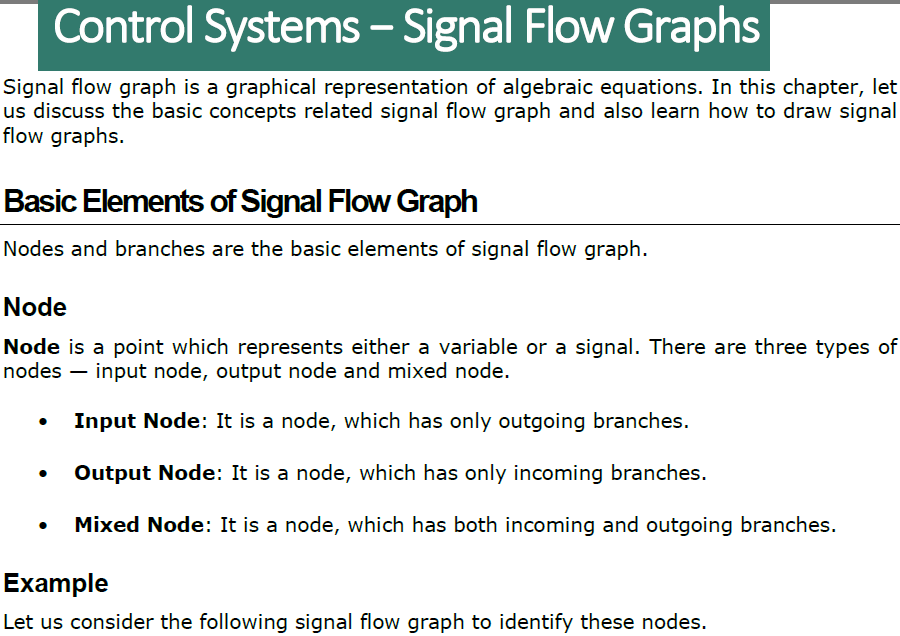 Control Systems – Signal Flow Graphs
Signal flow graph is a graphical representation of algebraic equations. In this chapter, let
us discuss the basic concepts related signal flow graph and also learn how to draw signal
flow graphs.
Basic Elements of Signal Flow Graph
Nodes and branches are the basic elements of signal flow graph.
Node
Node is a point which represents either a variable or a signal. There are three types of
nodes — input node, output node and mixed node.
• Input Node: It is a node, which has only outgoing branches.
• Output Node: It is a node, which has only incoming branches.
• Mixed Node: It is a node, which has both incoming and outgoing branches.
Example
Let us consider the following signal flow graph to identify these nodes.